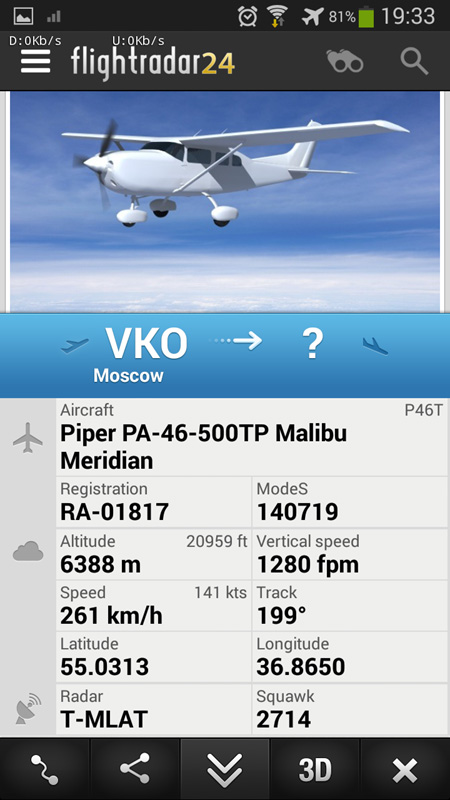 81% 19:33
D:0Kb/s U:0Kb/s
flightradar24
VKO ?
Moscow
Aircraft P46T
Piper PA-46-500TP Malibu
Meridian
Registration ModeS
RA-01817 140719
Altitude 20959 ft Vertical speed
6388 m 1280 fpm
Speed 141 kts Track
261 km/h 199°
Latitude Longitude
55.0313 36.8650
Radar Squawk
T-MLAT 2714
3D